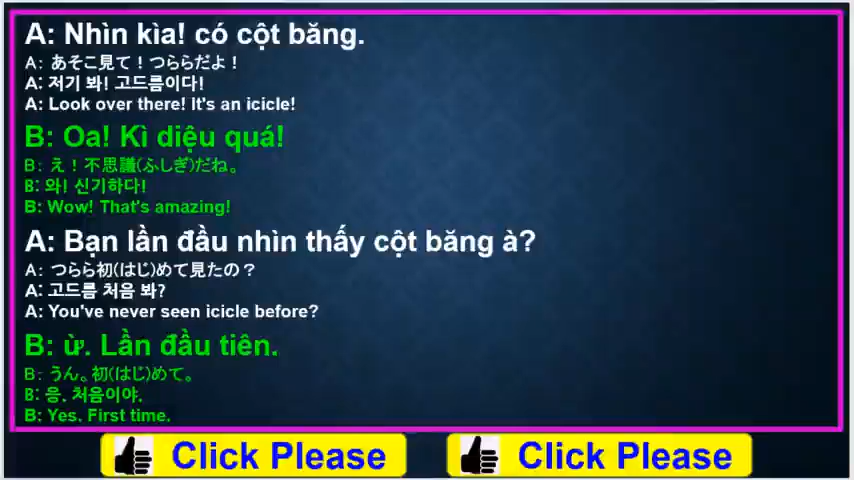 A: Nhìn kìa! có cột băng.
A: あそこ見て！つららだよ！
A: 저기 봐! 고드름이다!
A: Look over there! It's an icicle!
B: Oa! Kì diệu quá!
B: え！不思議(ふしぎ)だね。
B: 와! 신기하다!
B: Wow! That's amazing!
A: Bạn lần đầu nhìn thấy cột băng à?
A: つらら初(はじ)めて見たの？
A: 고드름 처음 봐?
A: You've never seen icicle before?
B: ừ. Lần đầu tiên.
B: うん。初(はじ)めて。
B: 응. 처음이야.
B: Yes. First time.
Click Please Click Please